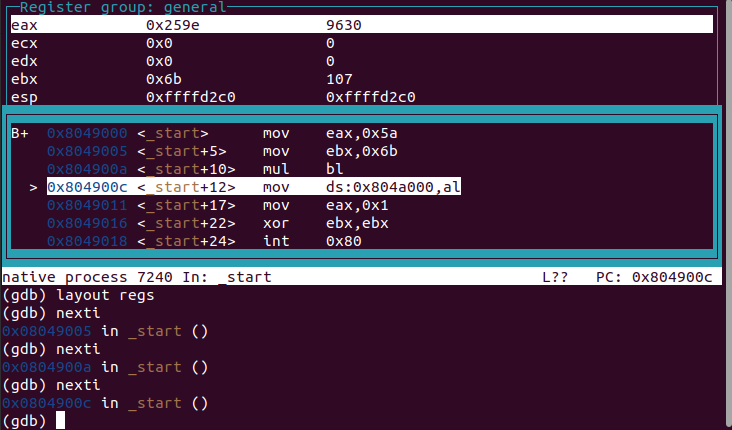 Register group: general
eax 0x259e 9630
ecx 0x0 0
edx 0x0 0
ebx 0x6b 107
esp 0xffffd2c0 0xffffd2c0
B+ 0x8049000 <_start> mov eax,0x5a
0x8049005 <_start+5> mov ebx,0x6b
0x804900a <_start+10> mul bl
> 0x804900c <_start+12> mov ds:0x804a000,al
0x8049011 <_start+17> mov eax,0x1
0x8049016 <_start+22> xor ebx,ebx
0x8049018 <_start+24> int 0x80
native process 7240 In: _start L?? PC: 0x804900c
(gdb) layout regs
(gdb) nexti
0x08049005 in _start ()
(gdb) nexti
0x0804900a in _start ()
(gdb) nexti
0x0804900c in _start ()
(gdb)